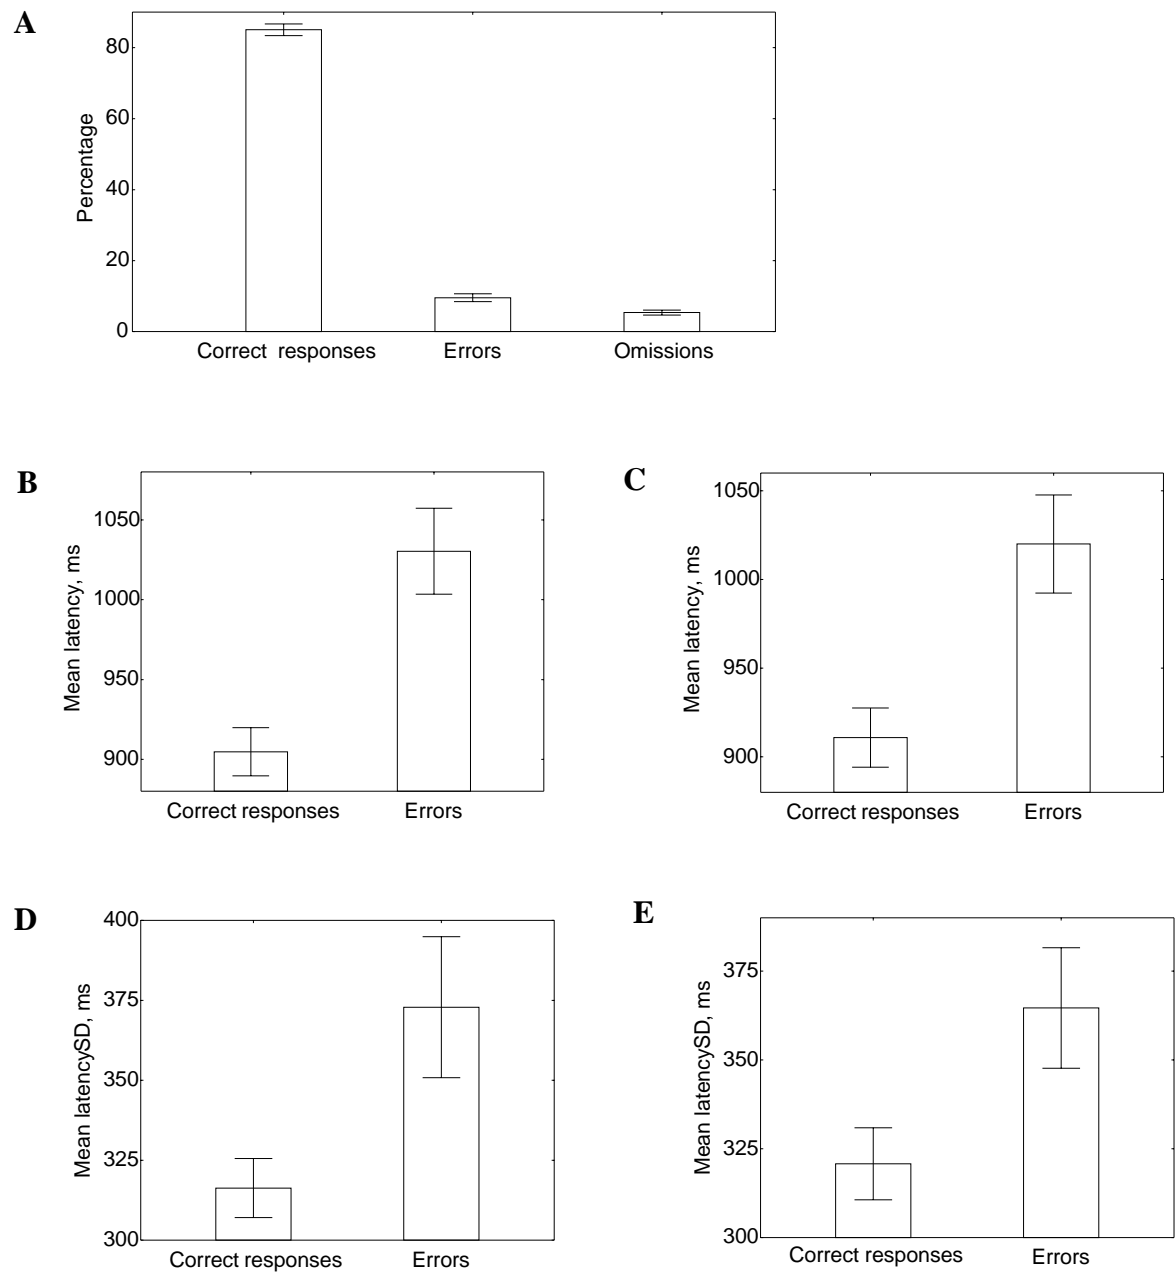 A
80
60
40
20
0
Percentage
Correct responses Errors Omissions
B
1050
1000
950
900
Mean latency, ms
Correct responses Errors
C
1050
1000
950
900
Mean latency, ms
Correct responses Errors
D
400
375
350
325
300
Mean latencySD, ms
Correct responses Errors
E
375
350
325
300
Mean latencySD, ms
Correct responses Errors